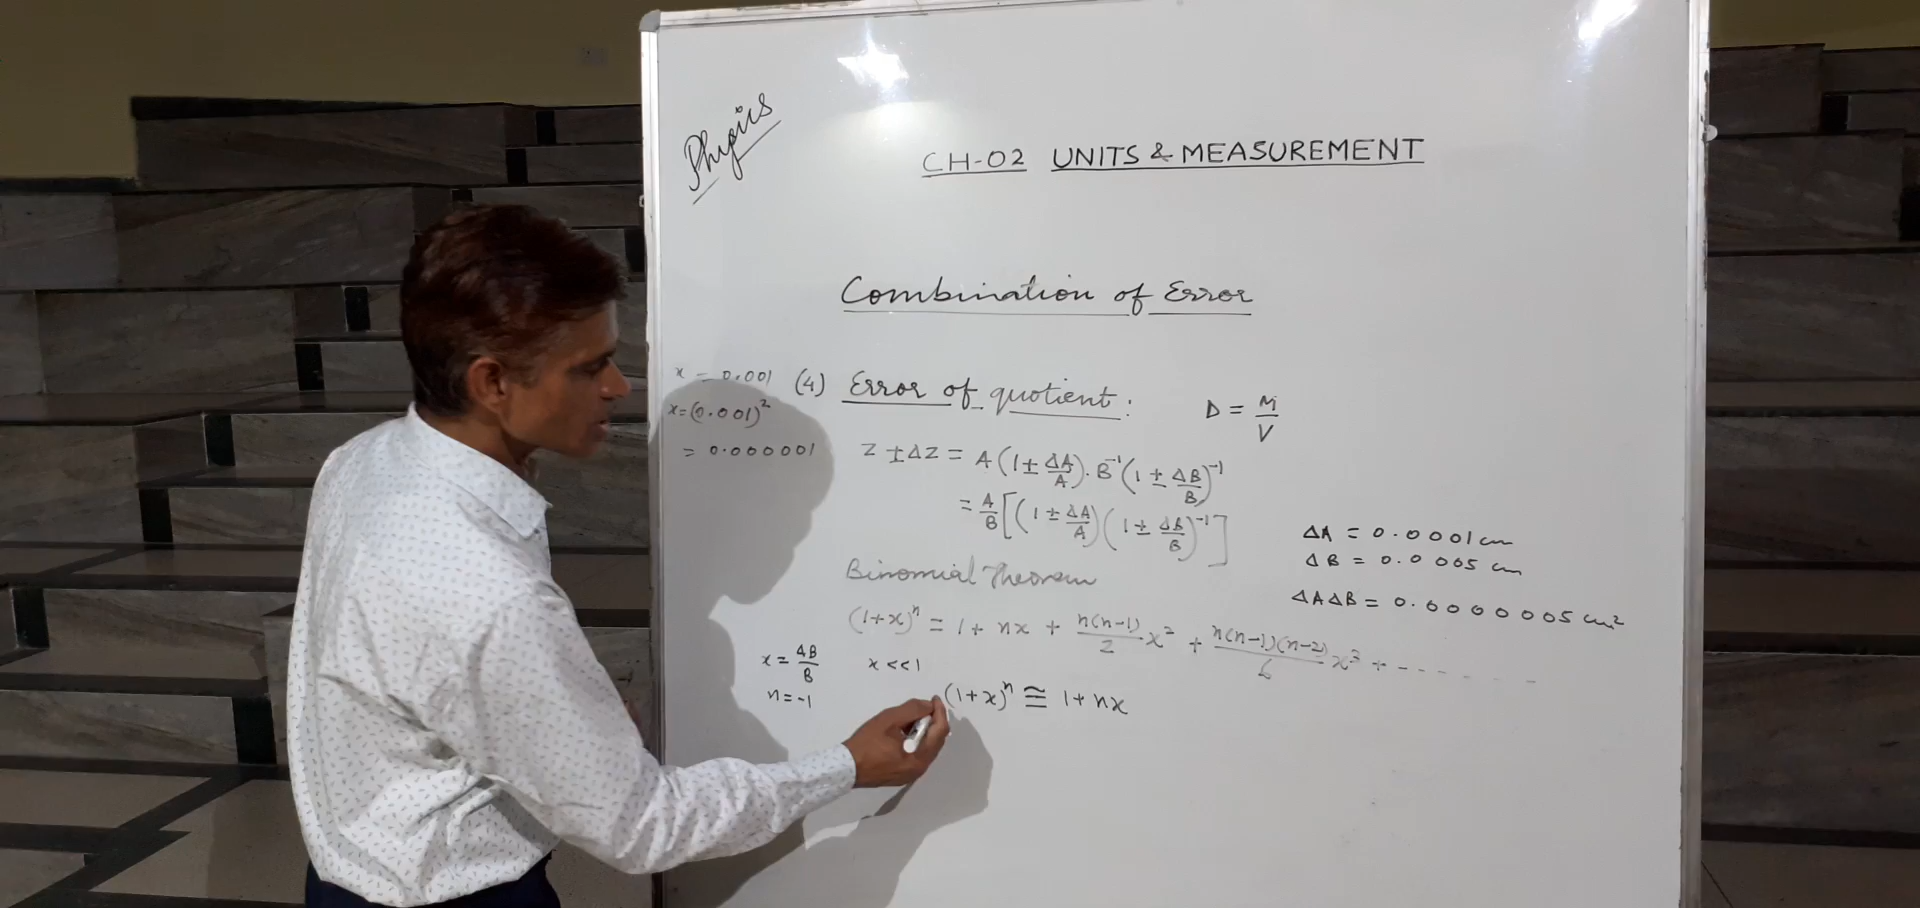 Physics
CH-02 UNITS & MEASUREMENT
Combination of Error
x = 0.001
x = (0.001)²
= 0.000001
(4) Error of quotient:
D = M/V
Z ± ΔZ = A(1 ± ΔA/A) . B⁻¹(1 ± ΔB/B)⁻¹
= A/B [(1 ± ΔA/A)(1 ± ΔB/B)⁻¹]
ΔA = 0.0001 cm
ΔB = 0.0005 cm
ΔAΔB = 0.0000005 cm²
Binomial Theorem
(1+x)ⁿ = 1 + nx + n(n-1)/2 x² + n(n-1)(n-2)/6 x³ + - - - - - -
x = ΔB/B
n = -1
x << 1
(1+x)ⁿ ≅ 1 + nx